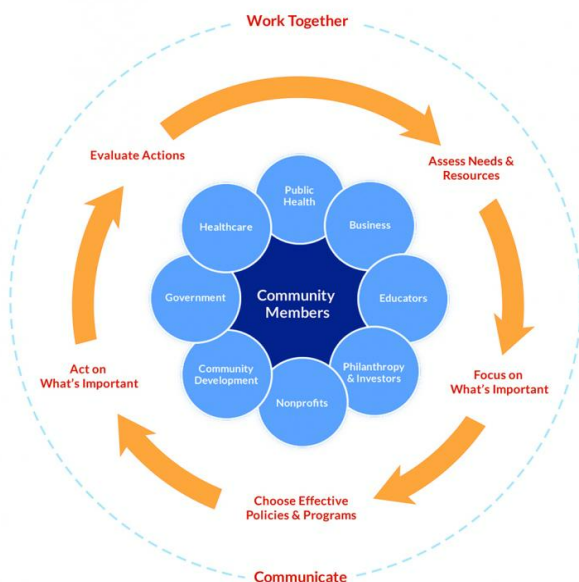 Work Together
Evaluate Actions
Assess Needs &
Resources
Public
Health
Healthcare
Business
Government
Community
Members
Educators
Community
Development
Philanthropy
& Investors
Nonprofits
Act on
What's Important
Focus on
What's Important
Choose Effective
Policies & Programs
Communicate